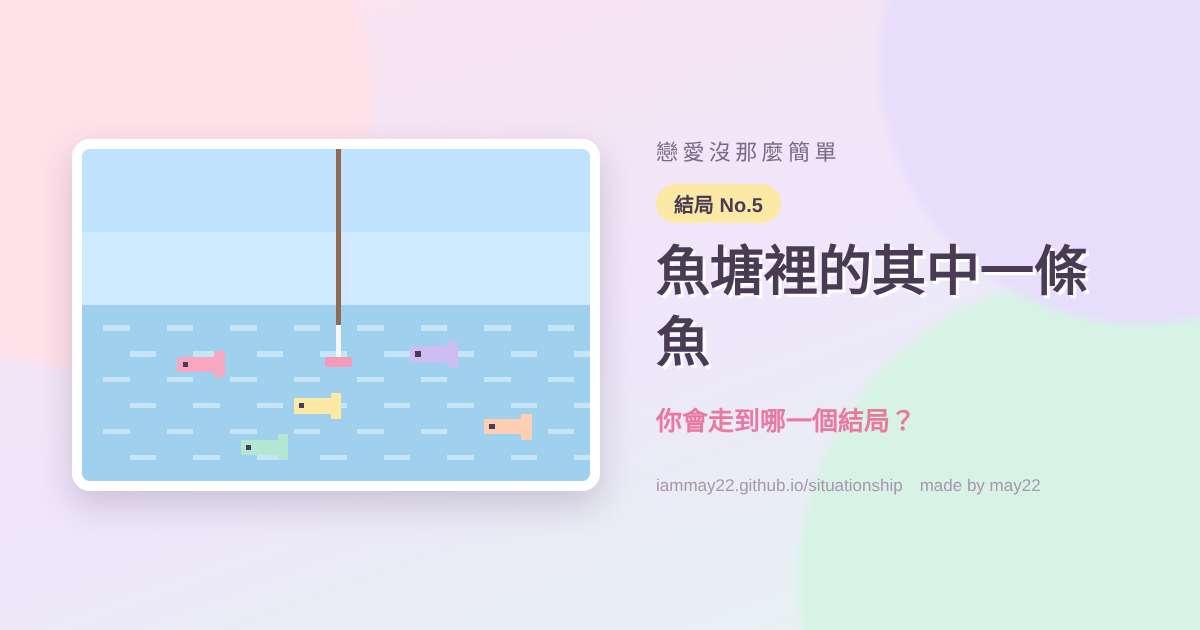 戀愛沒那麼簡單
結局 No.5
魚塘裡的其中一條
魚
你會走到哪一個結局？
iammay22.github.io/situationship made by may22